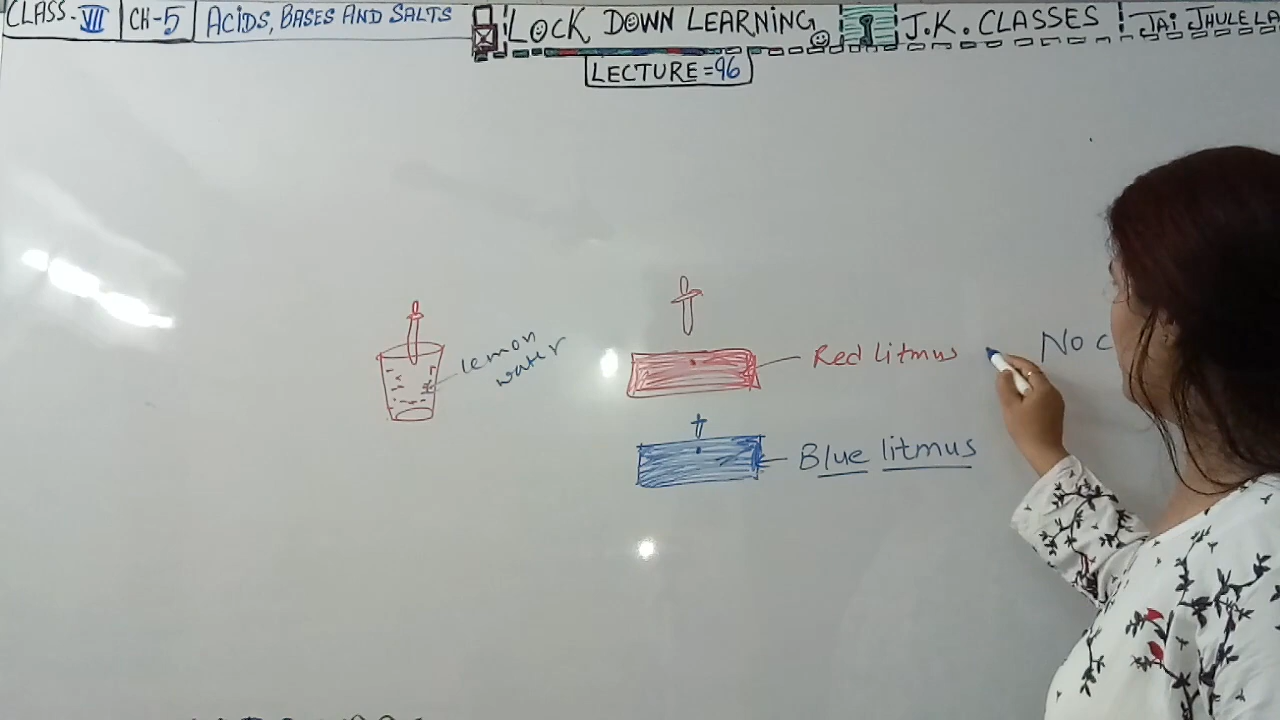 CLASS. VII CH-5 ACIDS, BASES AND SALTS LOCK DOWN LEARNING J.K. CLASSES JAI
LECTURE=96
lemon
water
Red litmus No
Blue litmus